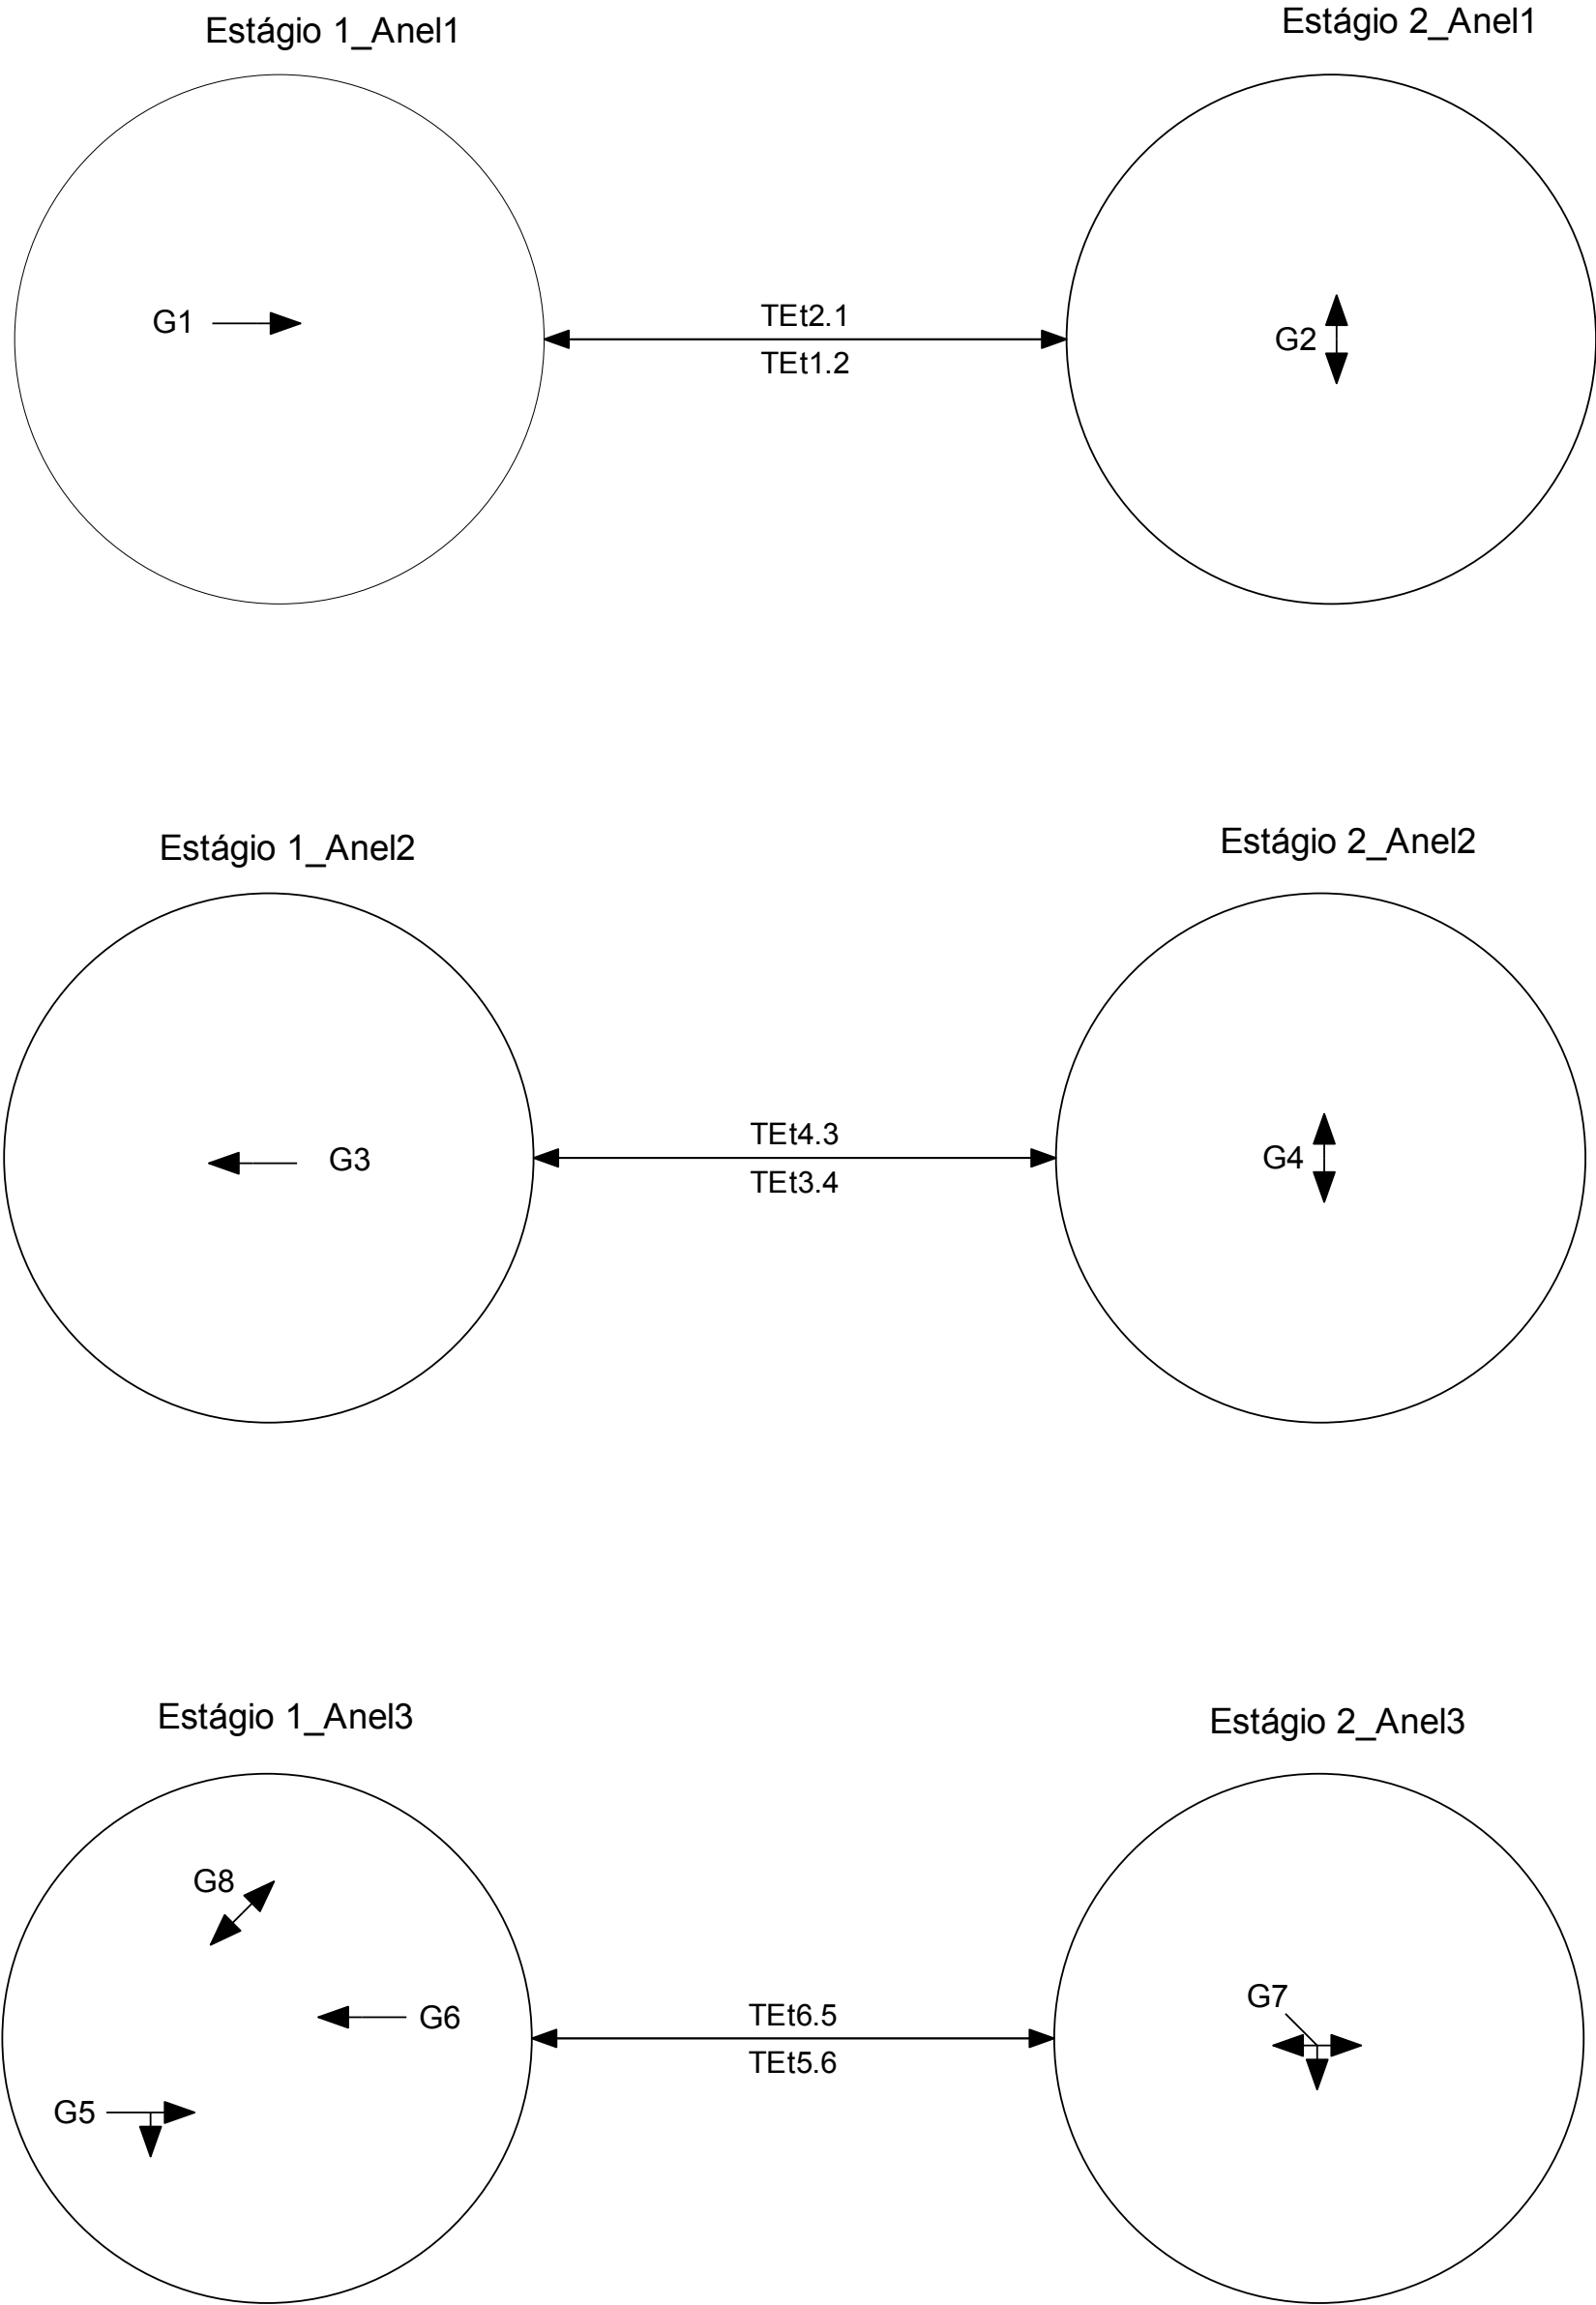 Estágio 1_Anel1
Estágio 2_Anel1
G1
TEt2.1
TEt1.2
G2
Estágio 1_Anel2
Estágio 2_Anel2
G3
TEt4.3
TEt3.4
G4
Estágio 1_Anel3
Estágio 2_Anel3
G8
G6
G5
TEt6.5
TEt5.6
G7